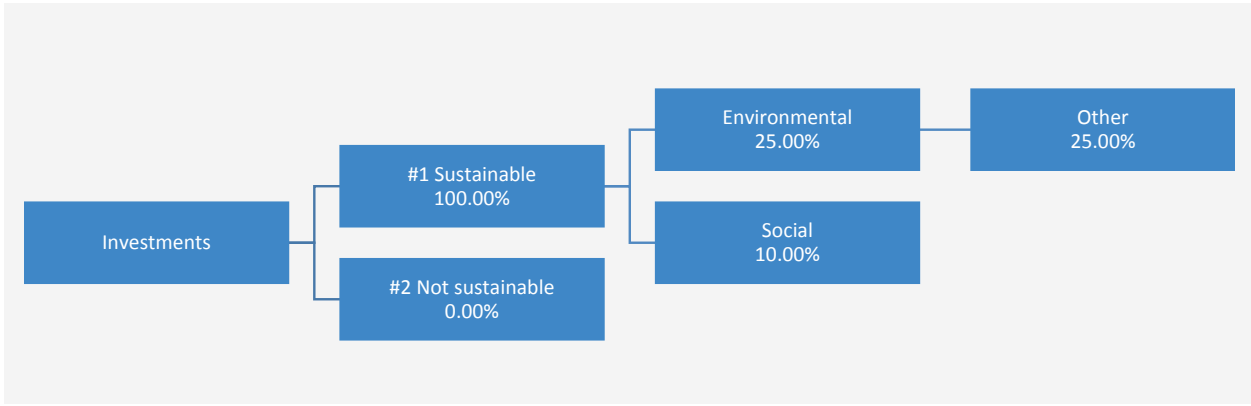 Investments
#1 Sustainable
100.00%
#2 Not sustainable
0.00%
Environmental
25.00%
Social
10.00%
Other
25.00%